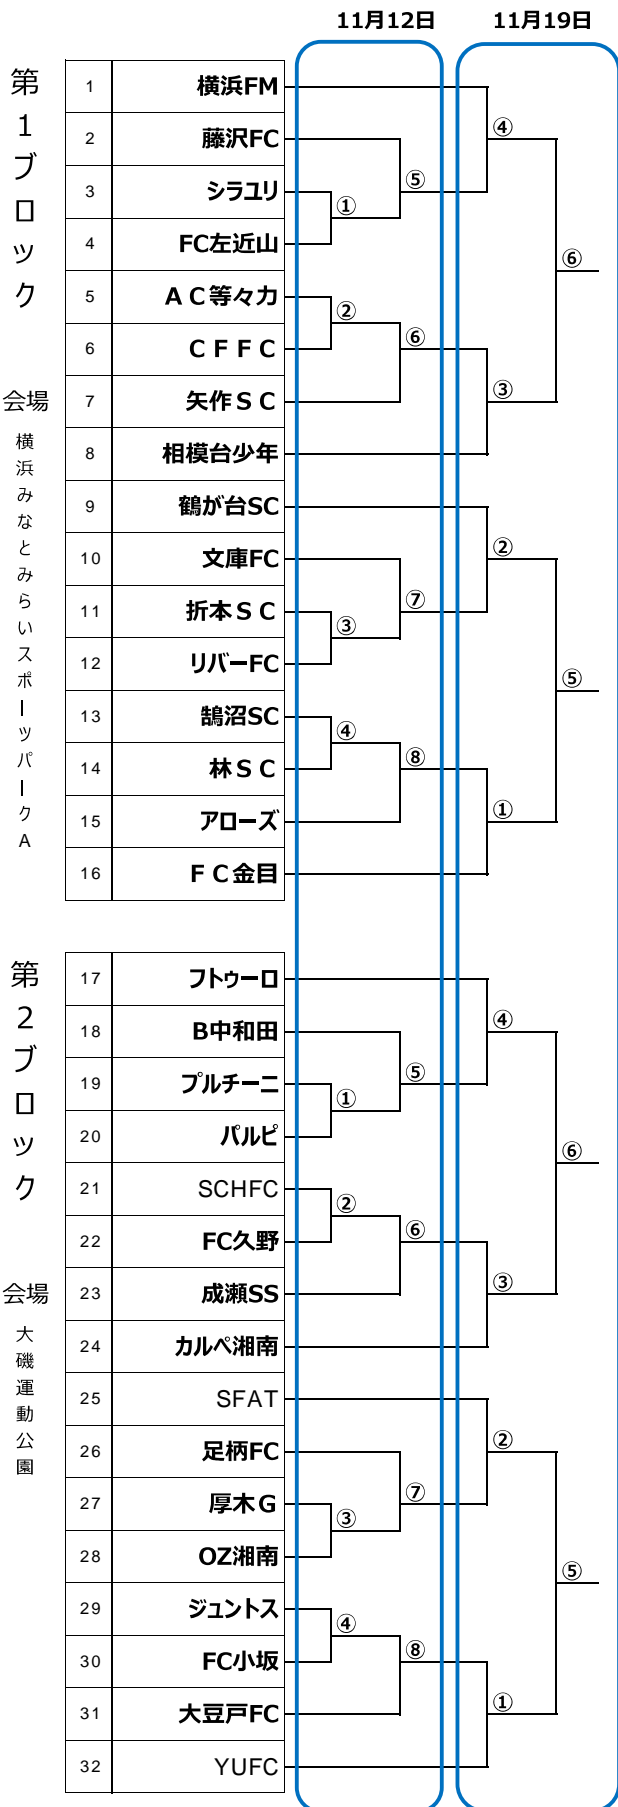 11月12日 11月19日
第1ブロック
会場
横浜みなとみらいスポーツパークA
1 横浜FM
2 藤沢FC
3 シラユリ
4 FC左近山
5 ＡＣ等々力
6 ＣＦＦＣ
7 矢作ＳＣ
8 相模台少年
9 鶴が台SC
10 文庫FC
11 折本ＳＣ
12 リバーFC
13 鵠沼SC
14 林ＳＣ
15 アローズ
16 ＦＣ金目
④
⑤
①
⑥
②
⑥
③
②
⑦
③
⑤
④
⑧
①
第2ブロック
会場
大磯運動公園
17 フトゥーロ
18 B中和田
19 プルチーニ
20 パルピ
21 SCHFC
22 FC久野
23 成瀬SS
24 カルペ湘南
25 SFAT
26 足柄FC
27 厚木Ｇ
28 OZ湘南
29 ジュントス
30 FC小坂
31 大豆戸FC
32 YUFC
④
⑤
①
⑥
②
⑥
③
②
⑦
③
⑤
④
⑧
①